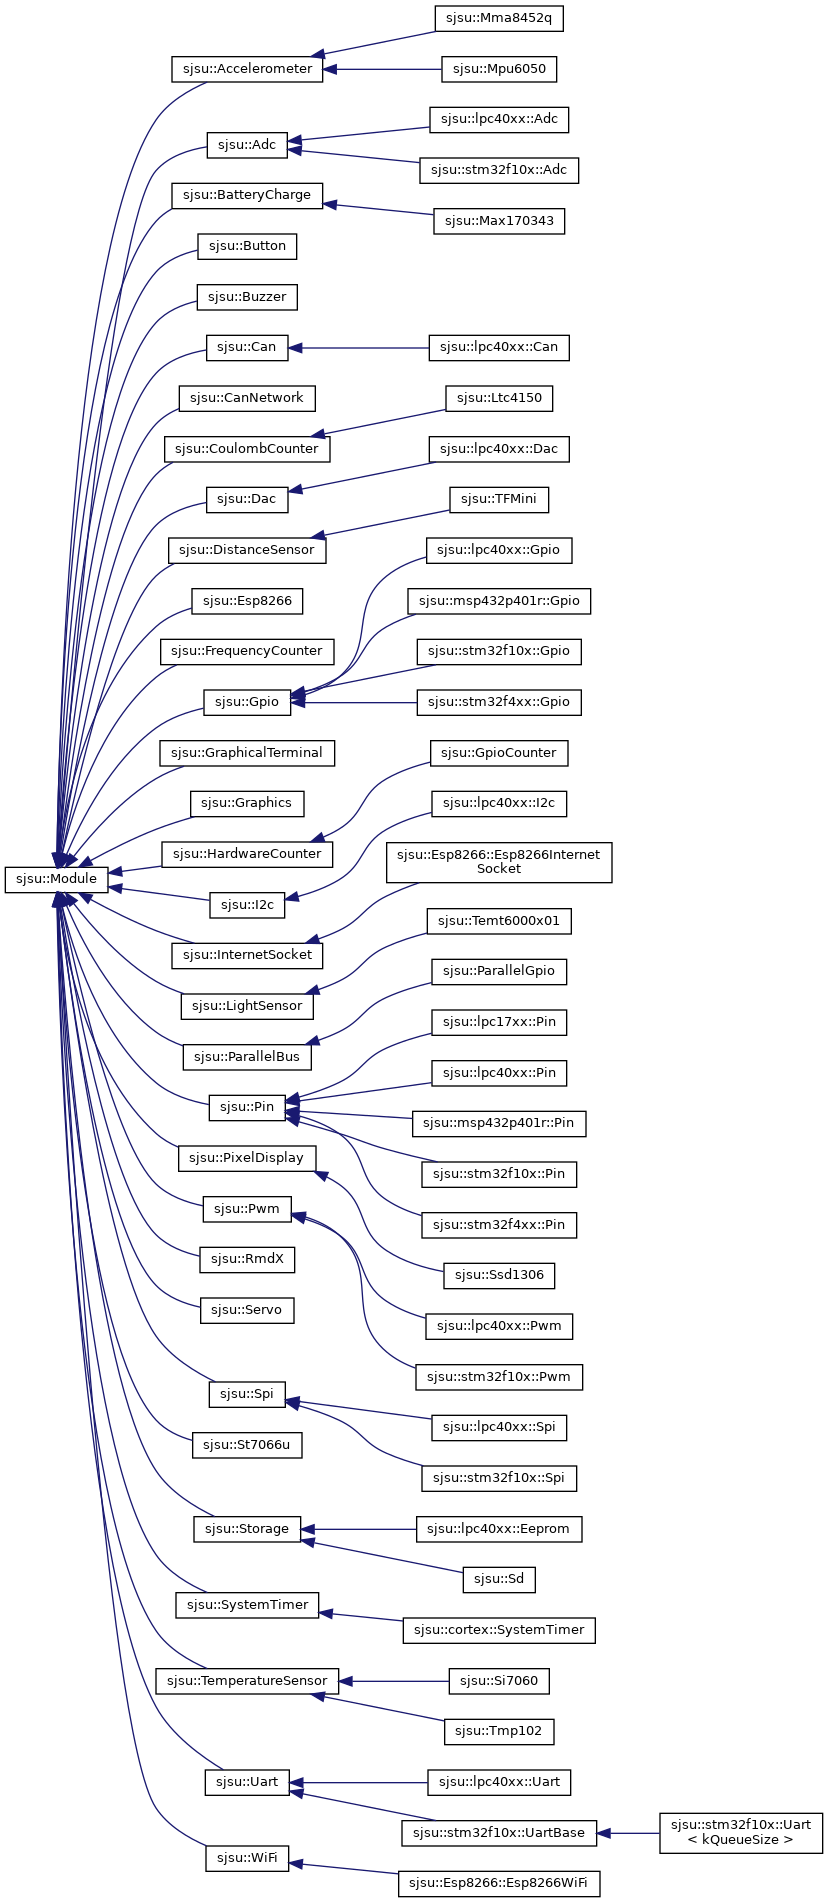 sjsu::Mma8452q
sjsu::Accelerometer
sjsu::Mpu6050
sjsu::lpc40xx::Adc
sjsu::Adc
sjsu::stm32f10x::Adc
sjsu::BatteryCharge
sjsu::Max170343
sjsu::Button
sjsu::Buzzer
sjsu::Can
sjsu::lpc40xx::Can
sjsu::CanNetwork
sjsu::Ltc4150
sjsu::CoulombCounter
sjsu::lpc40xx::Dac
sjsu::Dac
sjsu::TFMini
sjsu::DistanceSensor
sjsu::lpc40xx::Gpio
sjsu::Esp8266
sjsu::msp432p401r::Gpio
sjsu::FrequencyCounter
sjsu::stm32f10x::Gpio
sjsu::Gpio
sjsu::stm32f4xx::Gpio
sjsu::GraphicalTerminal
sjsu::GpioCounter
sjsu::Graphics
sjsu::lpc40xx::I2c
sjsu::HardwareCounter
sjsu::Esp8266::Esp8266Internet
Socket
sjsu::Module
sjsu::I2c
sjsu::Temt6000x01
sjsu::InternetSocket
sjsu::ParallelGpio
sjsu::LightSensor
sjsu::lpc17xx::Pin
sjsu::ParallelBus
sjsu::lpc40xx::Pin
sjsu::Pin
sjsu::msp432p401r::Pin
sjsu::PixelDisplay
sjsu::stm32f10x::Pin
sjsu::Pwm
sjsu::stm32f4xx::Pin
sjsu::RmdX
sjsu::Ssd1306
sjsu::Servo
sjsu::lpc40xx::Pwm
sjsu::stm32f10x::Pwm
sjsu::Spi
sjsu::lpc40xx::Spi
sjsu::St7066u
sjsu::stm32f10x::Spi
sjsu::Storage
sjsu::lpc40xx::Eeprom
sjsu::Sd
sjsu::SystemTimer
sjsu::cortex::SystemTimer
sjsu::TemperatureSensor
sjsu::Si7060
sjsu::Tmp102
sjsu::Uart
sjsu::lpc40xx::Uart
sjsu::stm32f10x::UartBase
sjsu::stm32f10x::Uart
< kQueueSize >
sjsu::WiFi
sjsu::Esp8266::Esp8266WiFi